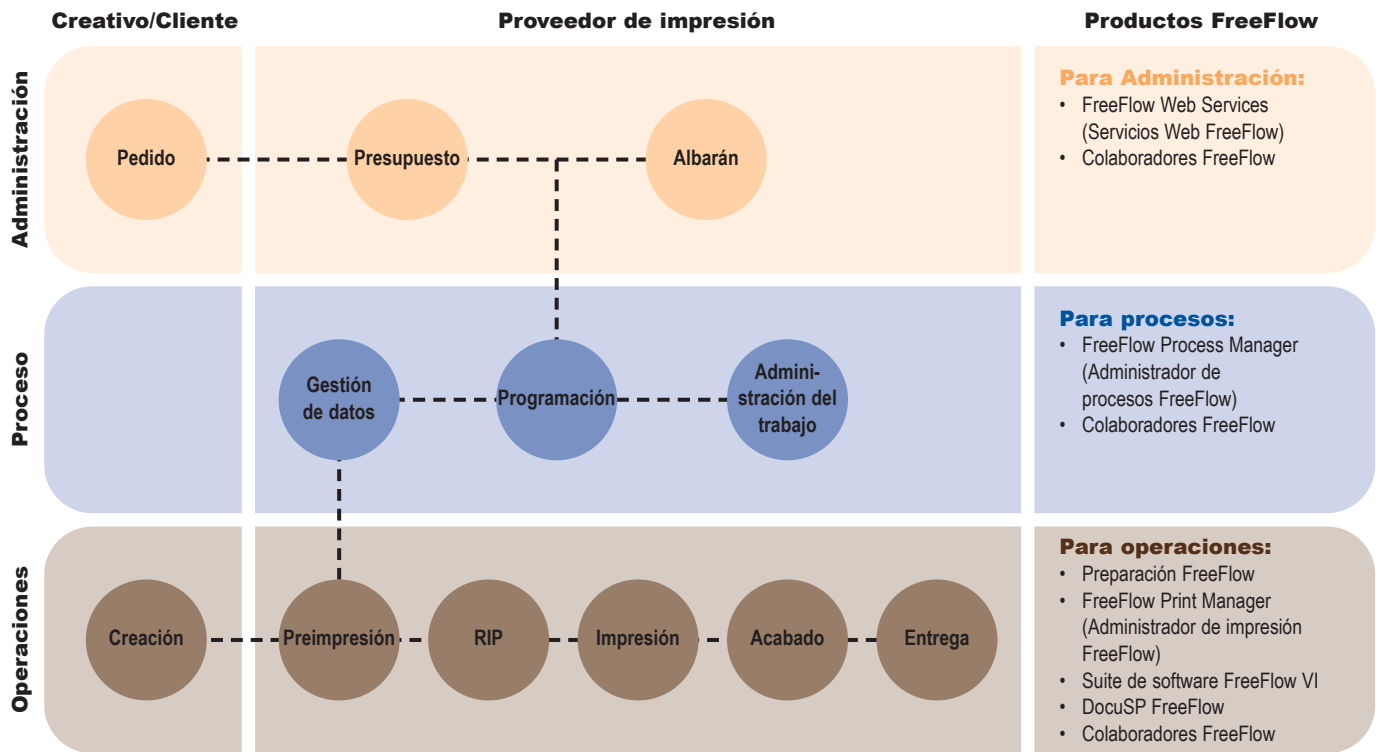 Creativo/Cliente
Proveedor de impresión
Productos FreeFlow
Administración
Pedido
Presupuesto
Albarán
Para Administración:
• FreeFlow Web Services
(Servicios Web FreeFlow)
• Colaboradores FreeFlow
Proceso
Gestión
de datos
Programación
Adminis-
tración del
trabajo
Para procesos:
• FreeFlow Process Manager
(Administrador de
procesos FreeFlow)
• Colaboradores FreeFlow
Operaciones
Creación
Preimpresión
RIP
Impresión
Acabado
Entrega
Para operaciones:
• Preparación FreeFlow
• FreeFlow Print Manager
(Administrador de impresión
FreeFlow)
• Suite de software FreeFlow VI
• DocuSP FreeFlow
• Colaboradores FreeFlow